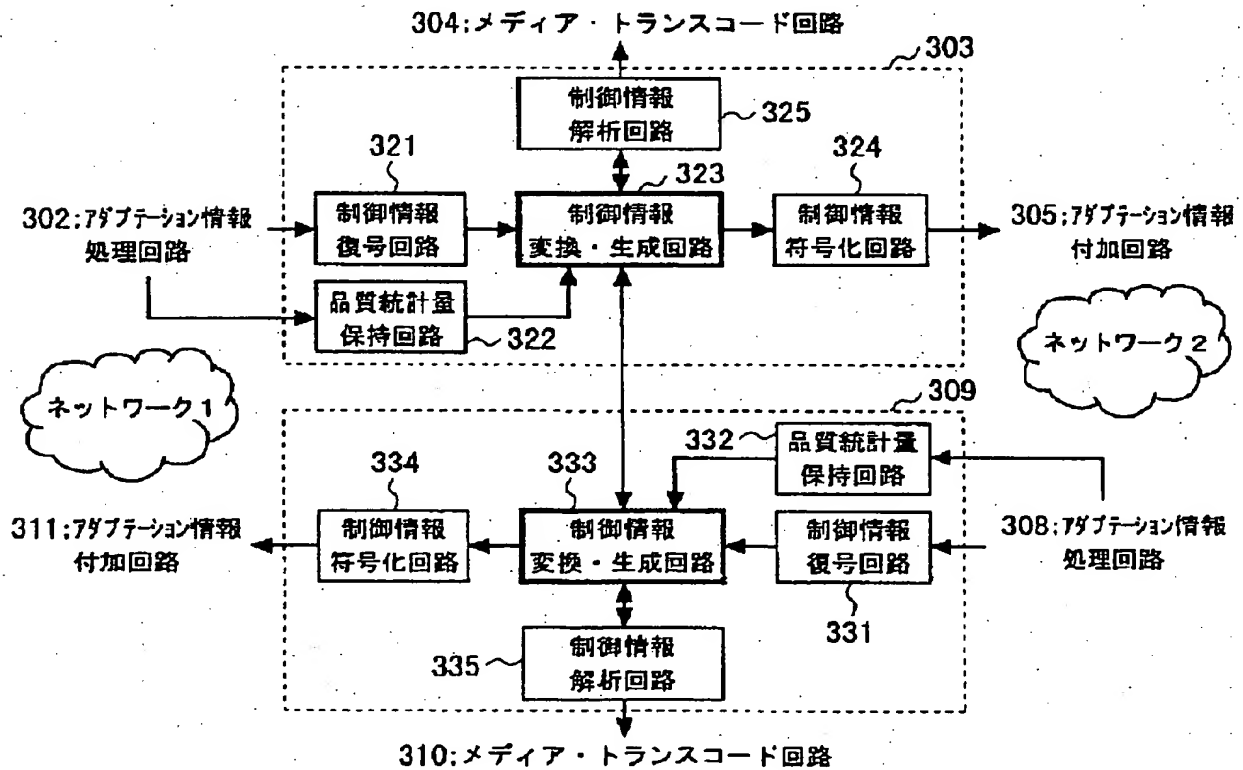 304;メディア・トランスコード回路
303
制御情報
解析回路
325
321
323
324
302;アダプテーション情報
処理回路
制御情報
復号回路
制御情報
変換・生成回路
制御情報
符号化回路
305;アダプテーション情報
付加回路
品質統計量
保持回路
322
ネットワーク1
ネットワーク2
309
332
品質統計量
保持回路
334
333
311;アダプテーション情報
付加回路
制御情報
符号化回路
制御情報
変換・生成回路
制御情報
復号回路
308;アダプテーション情報
処理回路
331
335
制御情報
解析回路
310;メディア・トランスコード回路